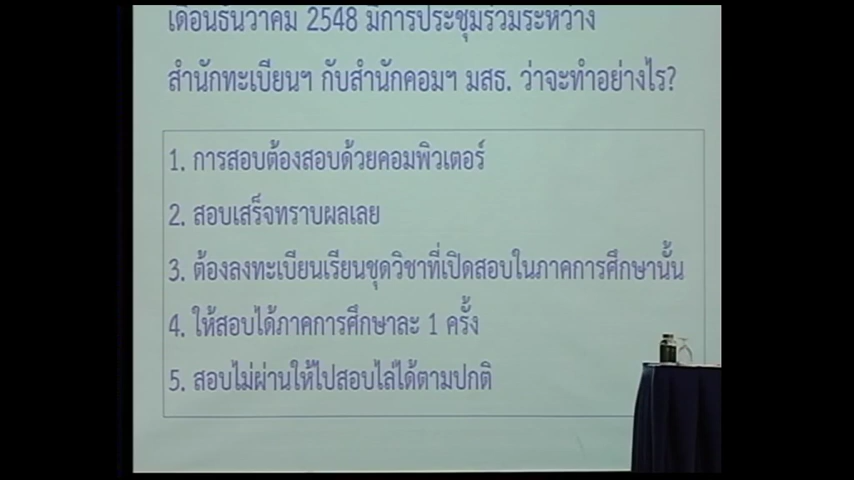 เดือนธันวาคม 2548 มีการประชุมร่วมระหว่าง
สำนักทะเบียนฯ กับสำนักคอมฯ มสธ. ว่าจะทำอย่างไร?
1. การสอบต้องสอบด้วยคอมพิวเตอร์
2. สอบเสร็จทราบผลเลย
3. ต้องลงทะเบียนเรียนชุดวิชาที่เปิดสอบในภาคการศึกษานั้น
4. ให้สอบได้ภาคการศึกษาละ 1 ครั้ง
5. สอบไม่ผ่านให้ไปสอบไล่ได้ตามปกติ